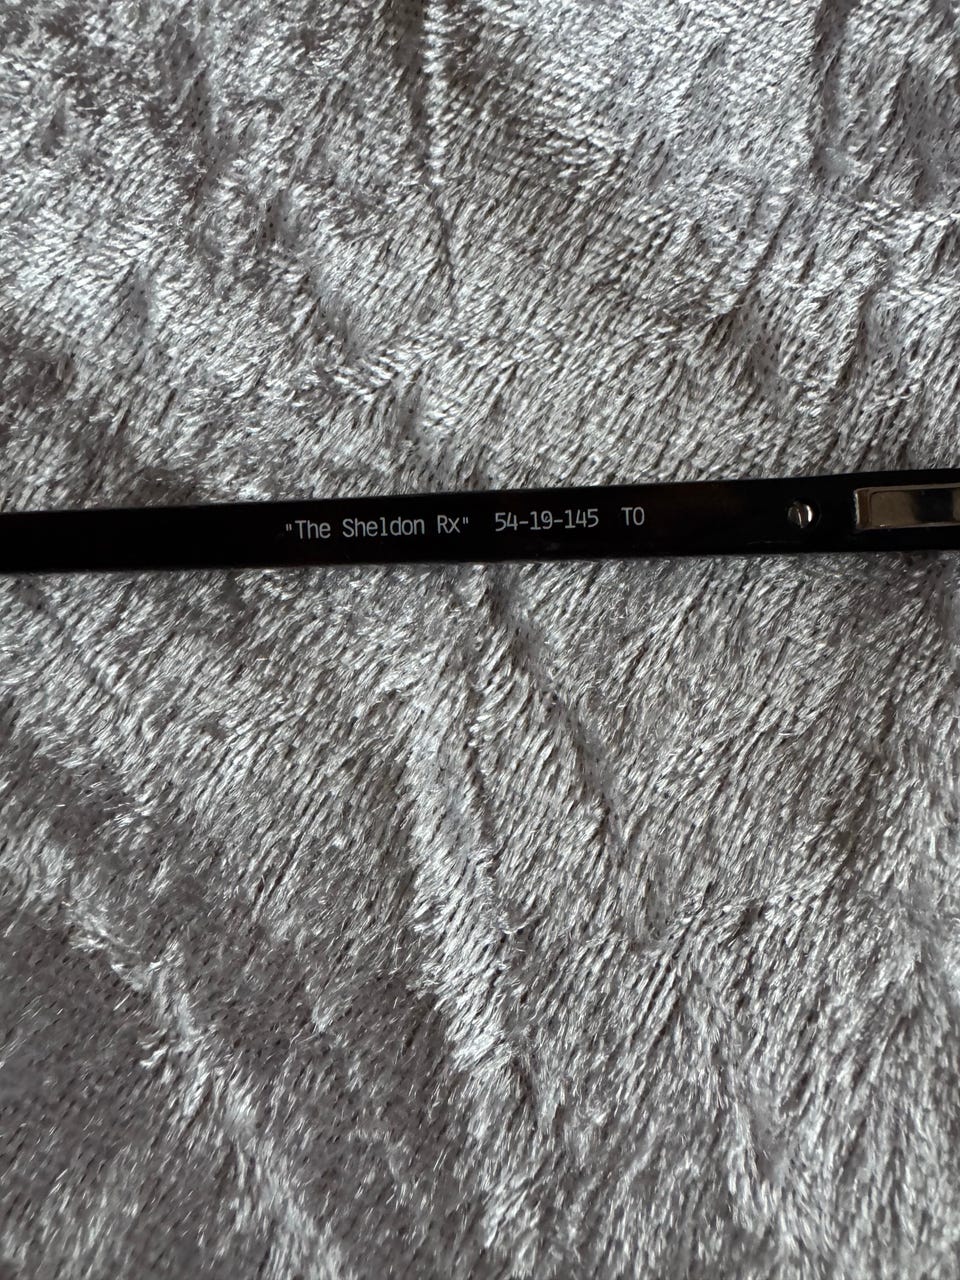 "The Sheldon Rx" 54-19-145 TO